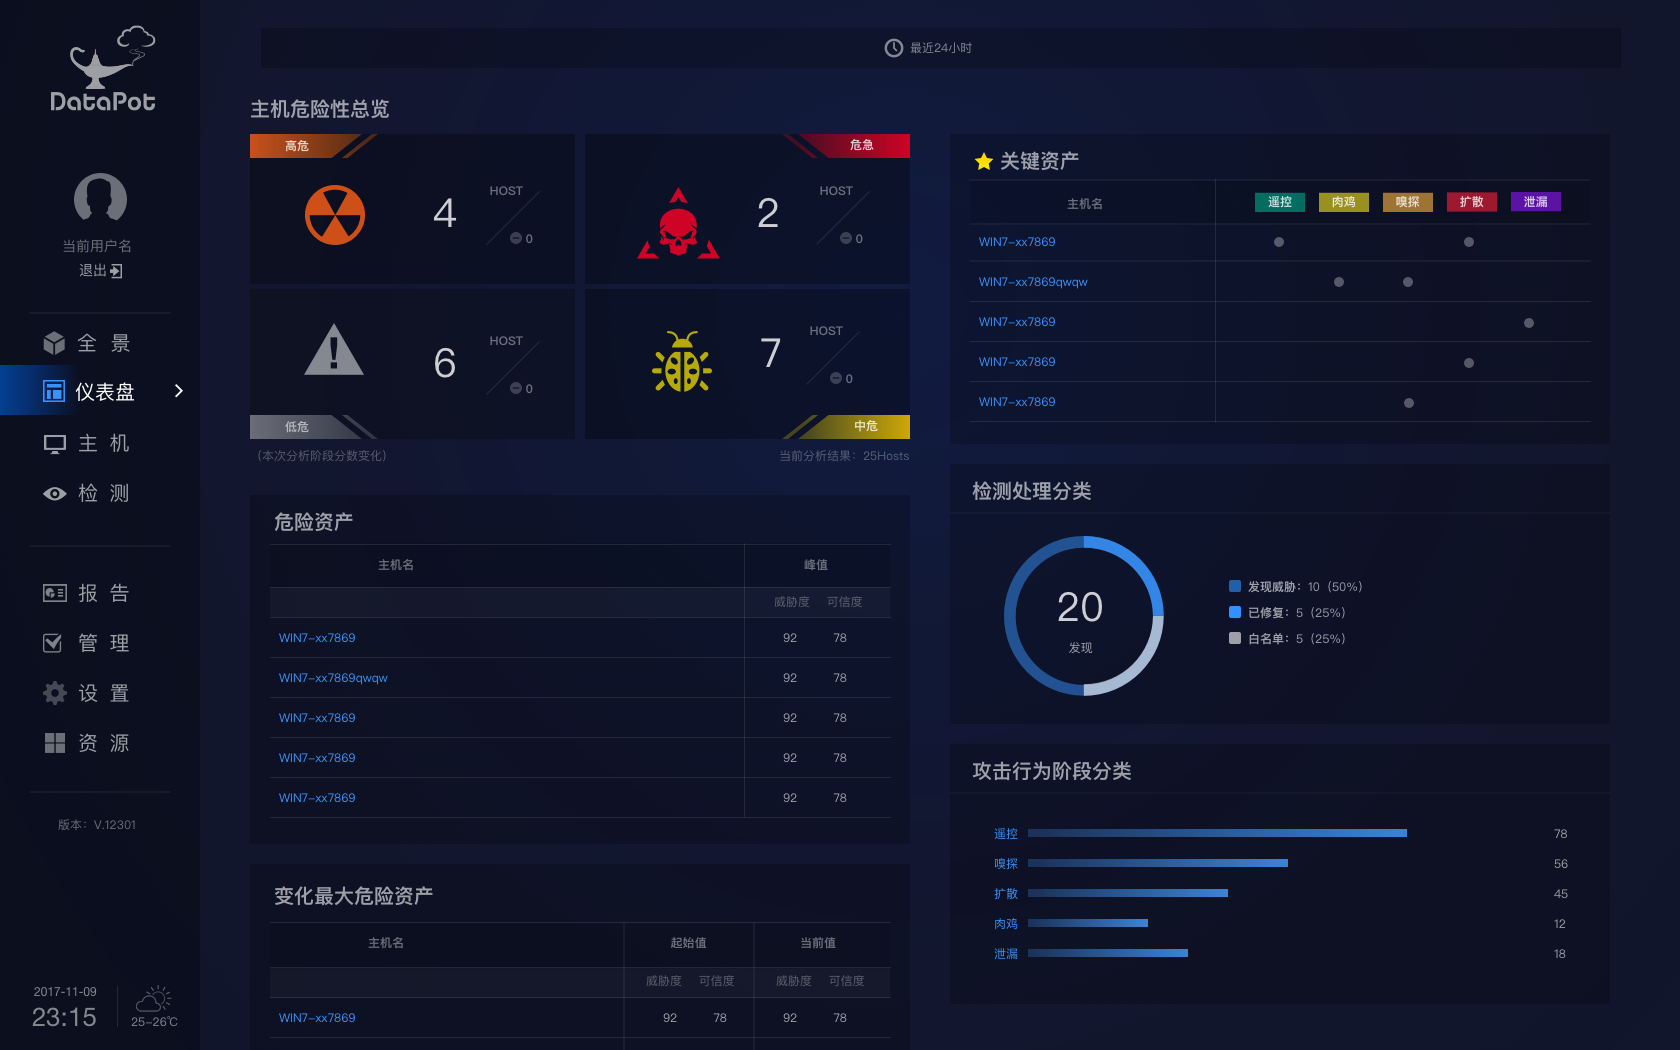 DataPot
当前用户名
退出
全 景
仪表盘
主 机
检 测
报 告
管 理
设 置
资 源
版本：V.12301
2017-11-09
23:15
25-26℃
最近24小时
主机危险性总览
高危
4
HOST
0
危急
2
HOST
0
6
HOST
0
低危
7
HOST
0
中危
(本次分析阶段分数变化)
当前分析结果：25Hosts
危险资产
主机名 峰值
威胁度 可信度
WIN7-xx7869 92 78
WIN7-xx7869qwqw 92 78
WIN7-xx7869 92 78
WIN7-xx7869 92 78
WIN7-xx7869 92 78
变化最大危险资产
主机名 起始值 当前值
威胁度 可信度 威胁度 可信度
WIN7-xx7869 92 78 92 78
关键资产
主机名 遥控 肉鸡 嗅探 扩散 泄漏
WIN7-xx7869
WIN7-xx7869qwqw
WIN7-xx7869
WIN7-xx7869
WIN7-xx7869
检测处理分类
20
发现
发现威胁：10（50%）
已修复：5（25%）
白名单：5（25%）
攻击行为阶段分类
遥控 78
嗅探 56
扩散 45
肉鸡 12
泄漏 18